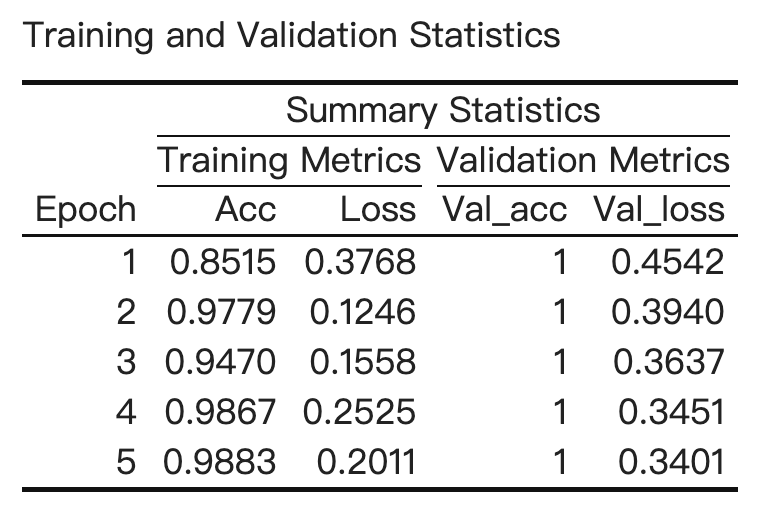 Training and Validation Statistics
Summary Statistics
Training Metrics Validation Metrics
Epoch Acc Loss Val_acc Val_loss
1 0.8515 0.3768 1 0.4542
2 0.9779 0.1246 1 0.3940
3 0.9470 0.1558 1 0.3637
4 0.9867 0.2525 1 0.3451
5 0.9883 0.2011 1 0.3401